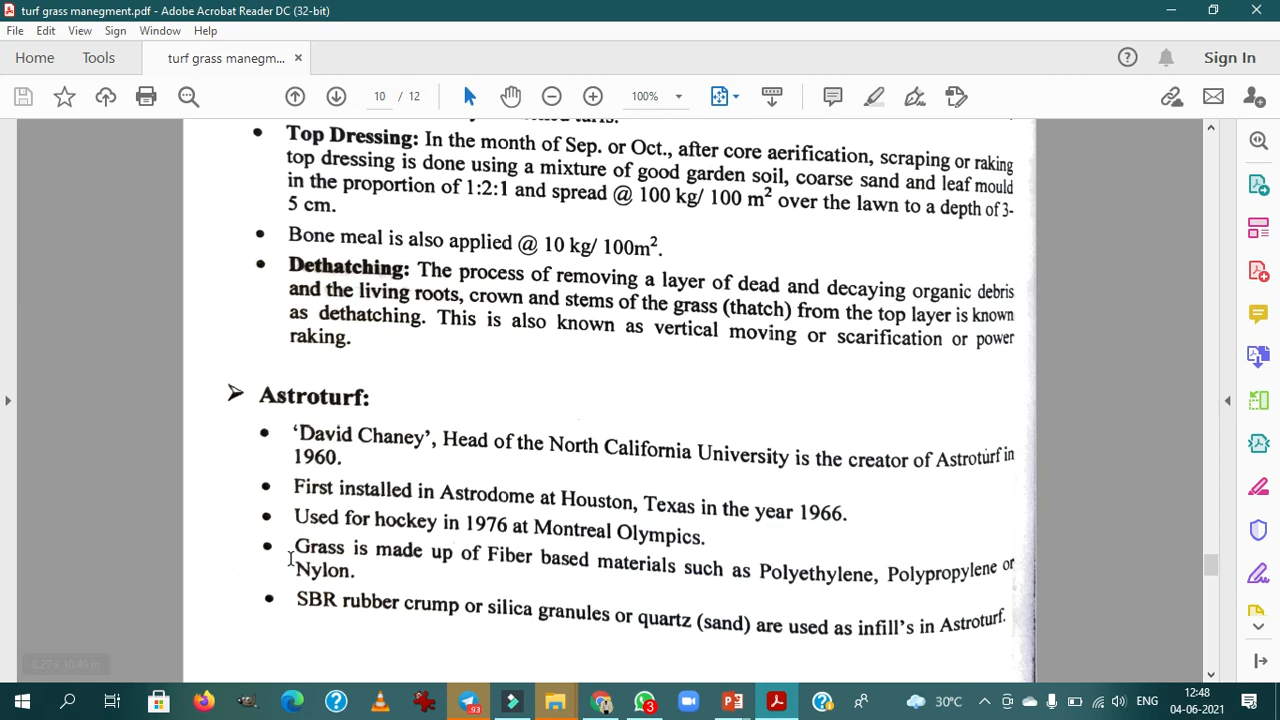 turf grass manegment.pdf - Adobe Acrobat Reader DC (32-bit)
File Edit View Sign Window Help
Home Tools turf grass manegm... × Sign In
10 / 12 100%
Top Dressing: In the month of Sep. or Oct., after core aerification, scraping or raking
top dressing is done using a mixture of good garden soil, coarse sand and leaf mould
in the proportion of 1:2:1 and spread @ 100 kg/ 100 m² over the lawn to a depth of 3-
5 cm.
Bone meal is also applied @ 10 kg/ 100m².
Dethatching: The process of removing a layer of dead and decaying organic debris
and the living roots, crown and stems of the grass (thatch) from the top layer is known
as dethatching. This is also known as vertical moving or scarification or power
raking.
Astroturf:
'David Chaney', Head of the North California University is the creator of Astroturf in
1960.
First installed in Astrodome at Houston, Texas in the year 1966.
Used for hockey in 1976 at Montreal Olympics.
Grass is made up of Fiber based materials such as Polyethylene, Polypropylene or
Nylon.
SBR rubber crump or silica granules or quartz (sand) are used as infill's in Astroturf.
8.27 x 10.40 in
93 3 30°C ENG 12:48
04-06-2021